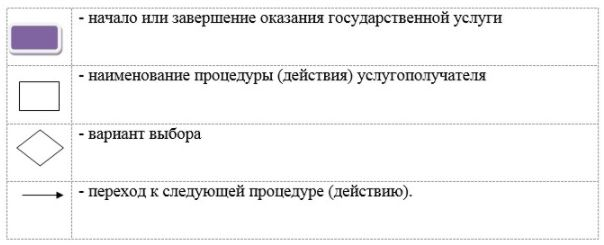 - начало или завершение оказания государственной услуги
- наименование процедуры (действия) услугополучателя
- вариант выбора
- переход к следующей процедуре (действию).